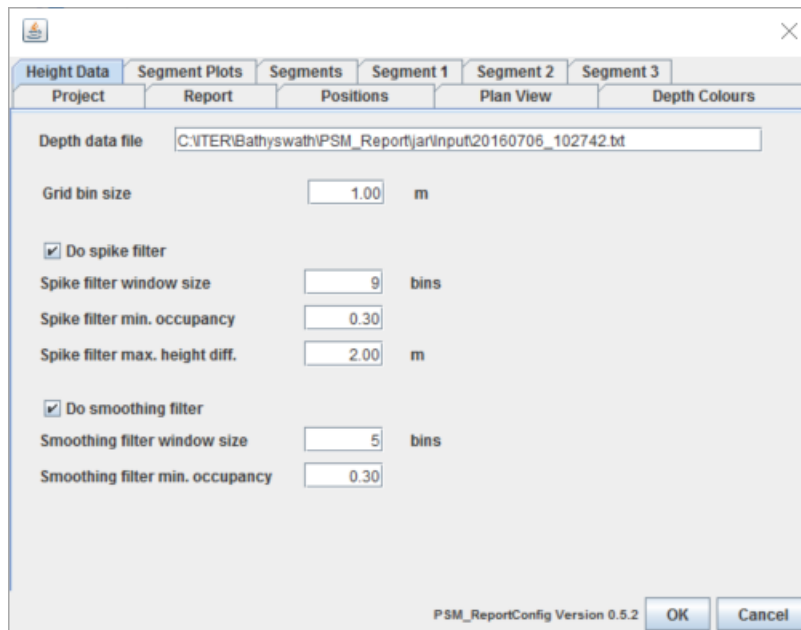 Height Data Segment Plots Segments Segment 1 Segment 2 Segment 3
Project Report Positions Plan View Depth Colours
Depth data file C:\ITER\Bathyswath\PSM_Report\jar\Input\20160706_102742.txt
Grid bin size 1.00 m
Do spike filter
Spike filter window size 9 bins
Spike filter min. occupancy 0.30
Spike filter max. height diff. 2.00 m
Do smoothing filter
Smoothing filter window size 5 bins
Smoothing filter min. occupancy 0.30
PSM_ReportConfig Version 0.5.2 OK Cancel